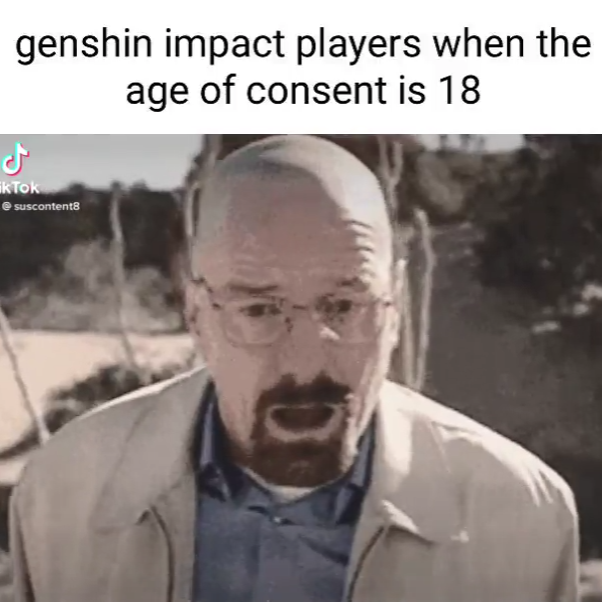 genshin impact players when the
age of consent is 18
ikTok
@ suscontent8